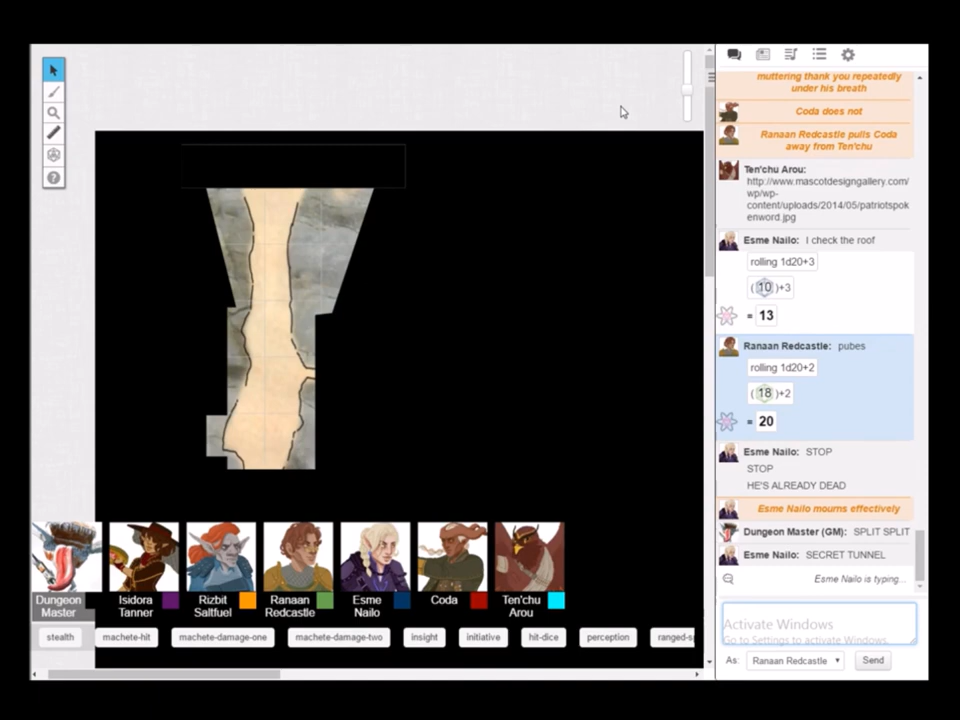 muttering thank you repeatedly
under his breath
Coda does not
Ranaan Redcastle pulls Coda
away from Ten'chu
Ten'chu Arou:
http://www.mascotdesigngallery.com/
wp/wp-
content/uploads/2014/05/patriotspok
enword.jpg
Esme Nailo: I check the roof
rolling 1d20+3
(10)+3
= 13
Ranaan Redcastle: pubes
rolling 1d20+2
(18)+2
= 20
Esme Nailo: STOP
STOP
HE'S ALREADY DEAD
Esme Nailo mourns effectively
Dungeon Master (GM): SPLIT SPLIT
Esme Nailo: SECRET TUNNEL
Esme Nailo is typing...
Activate Windows
Go to Settings to activate Windows.
As: Ranaan Redcastle Send
Dungeon
Master
Isidora
Tanner
Rizbit
Saltfuel
Ranaan
Redcastle
Esme
Nailo
Coda
Ten'chu
Arou
stealth machete-hit machete-damage-one machete-damage-two insight initiative hit-dice perception ranged-sp